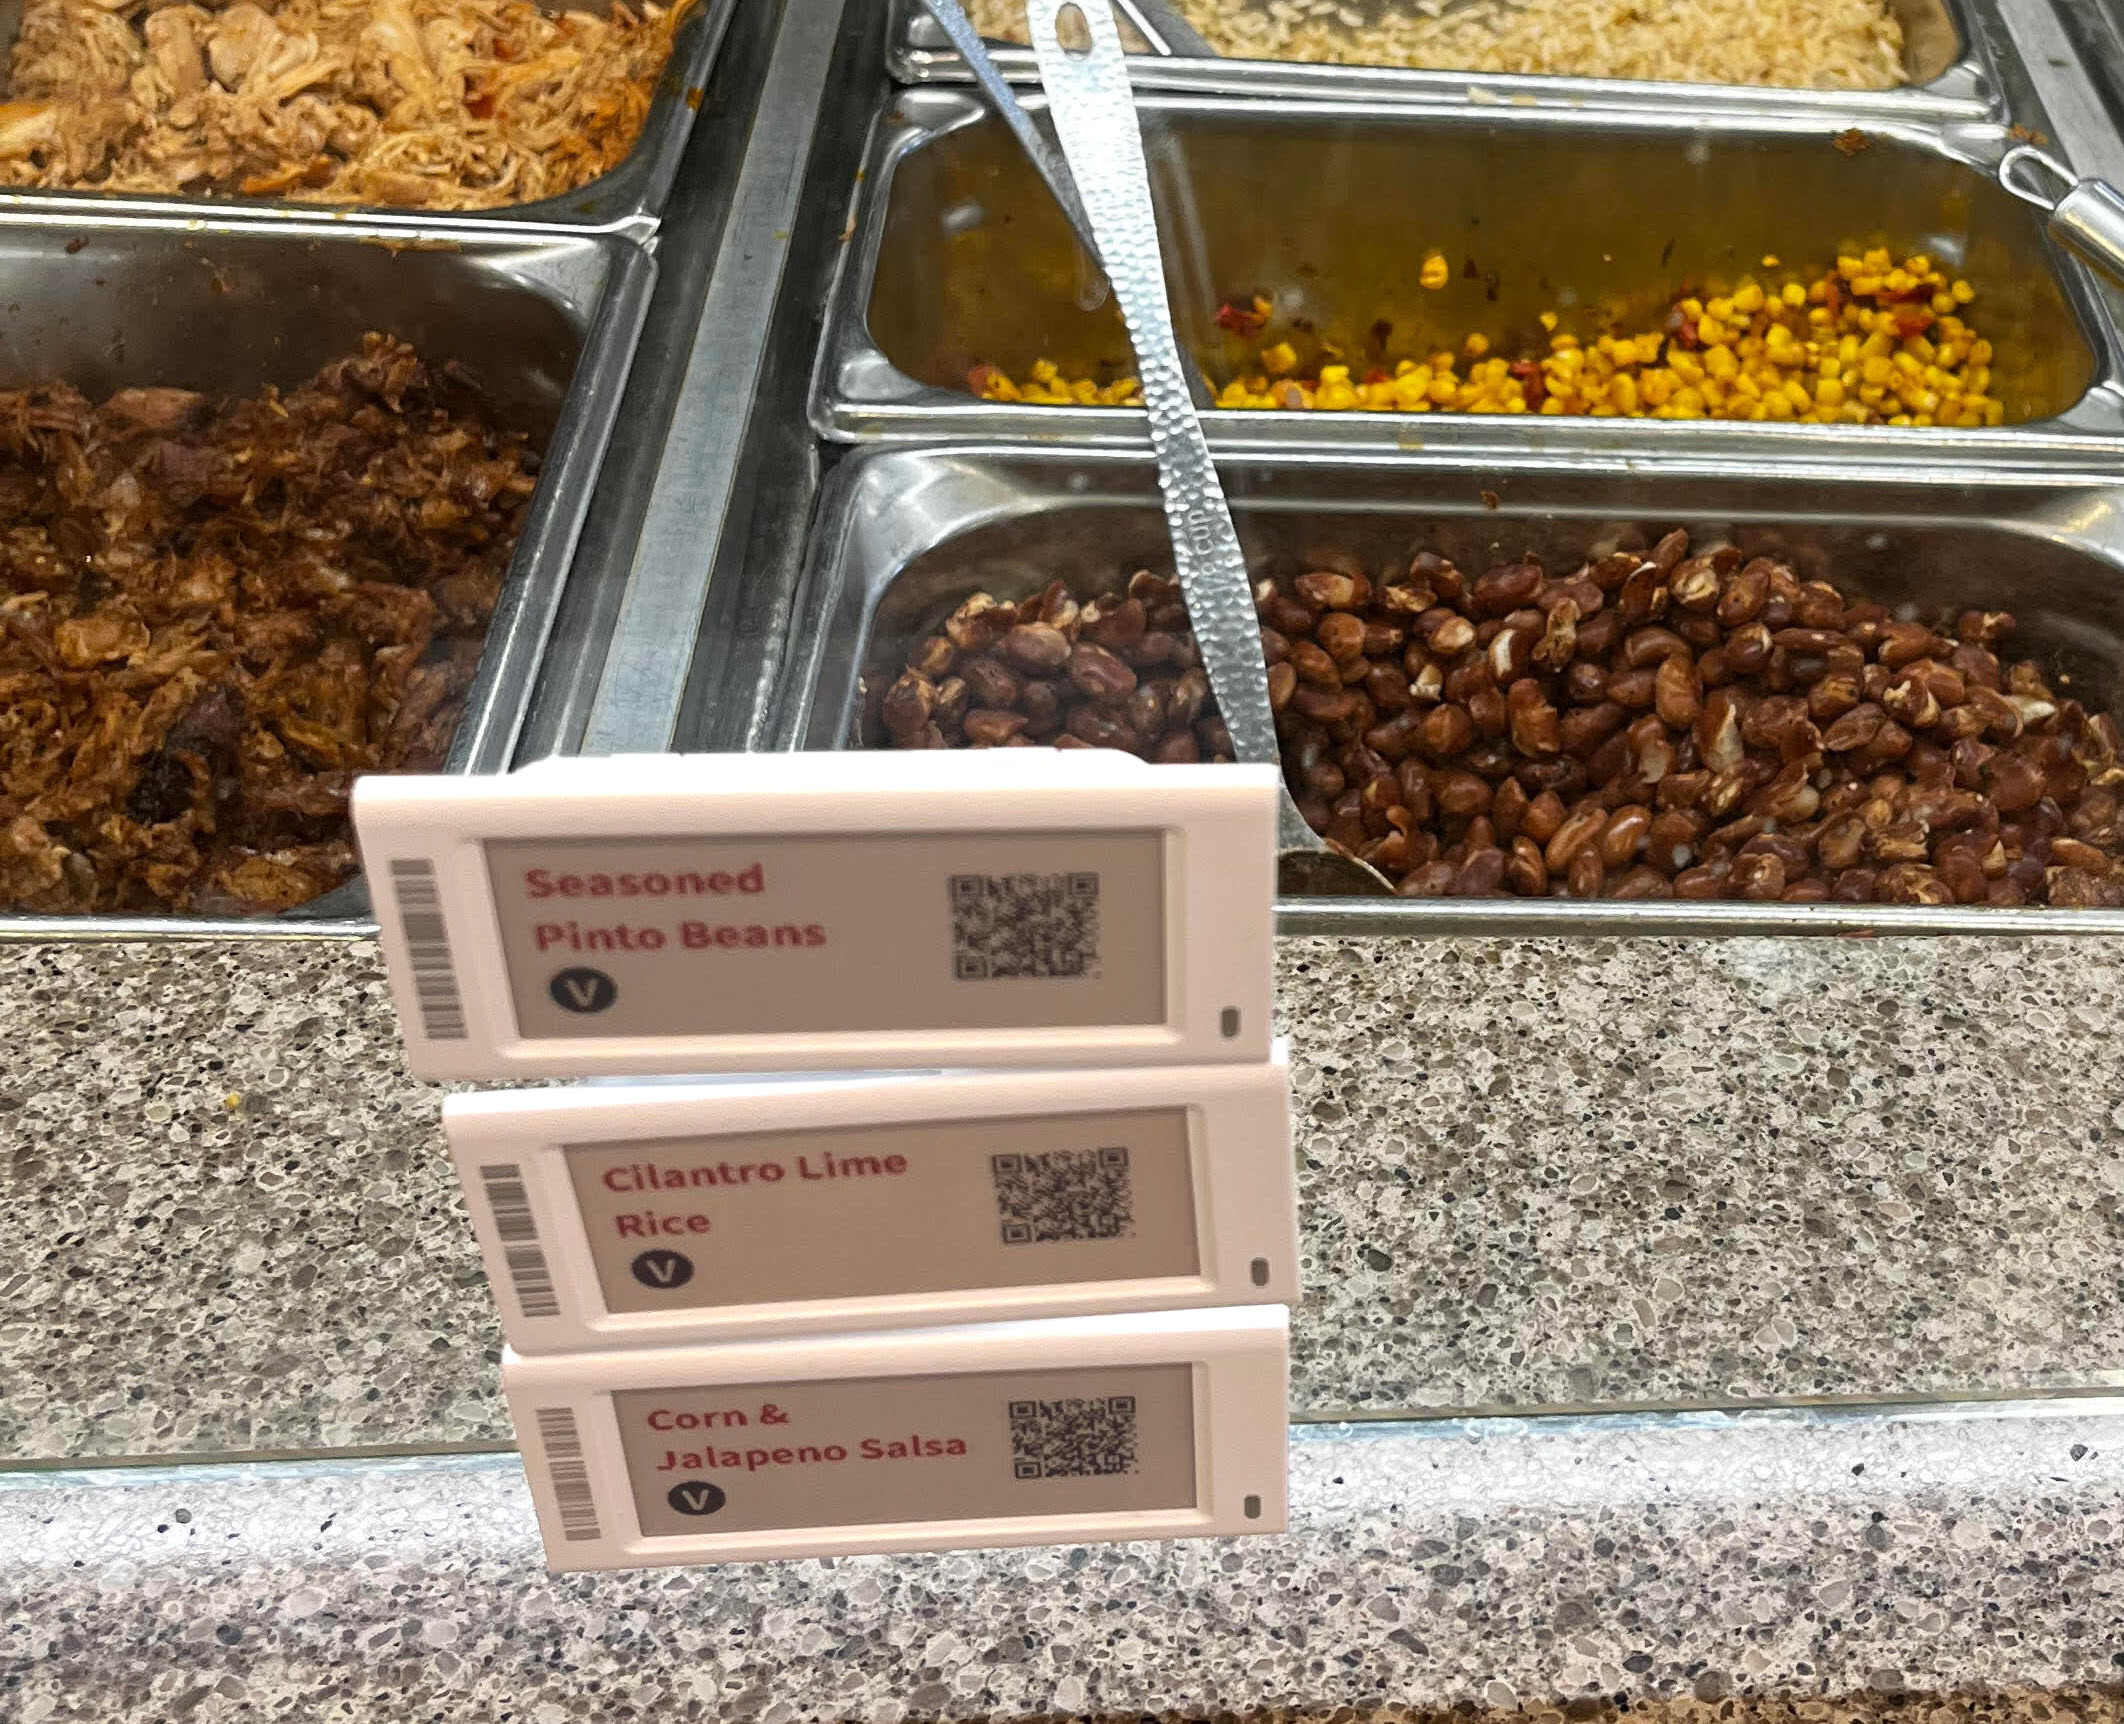 Seasoned
Pinto Beans
V
Cilantro Lime
Rice
V
Corn &
Jalapeno Salsa
V